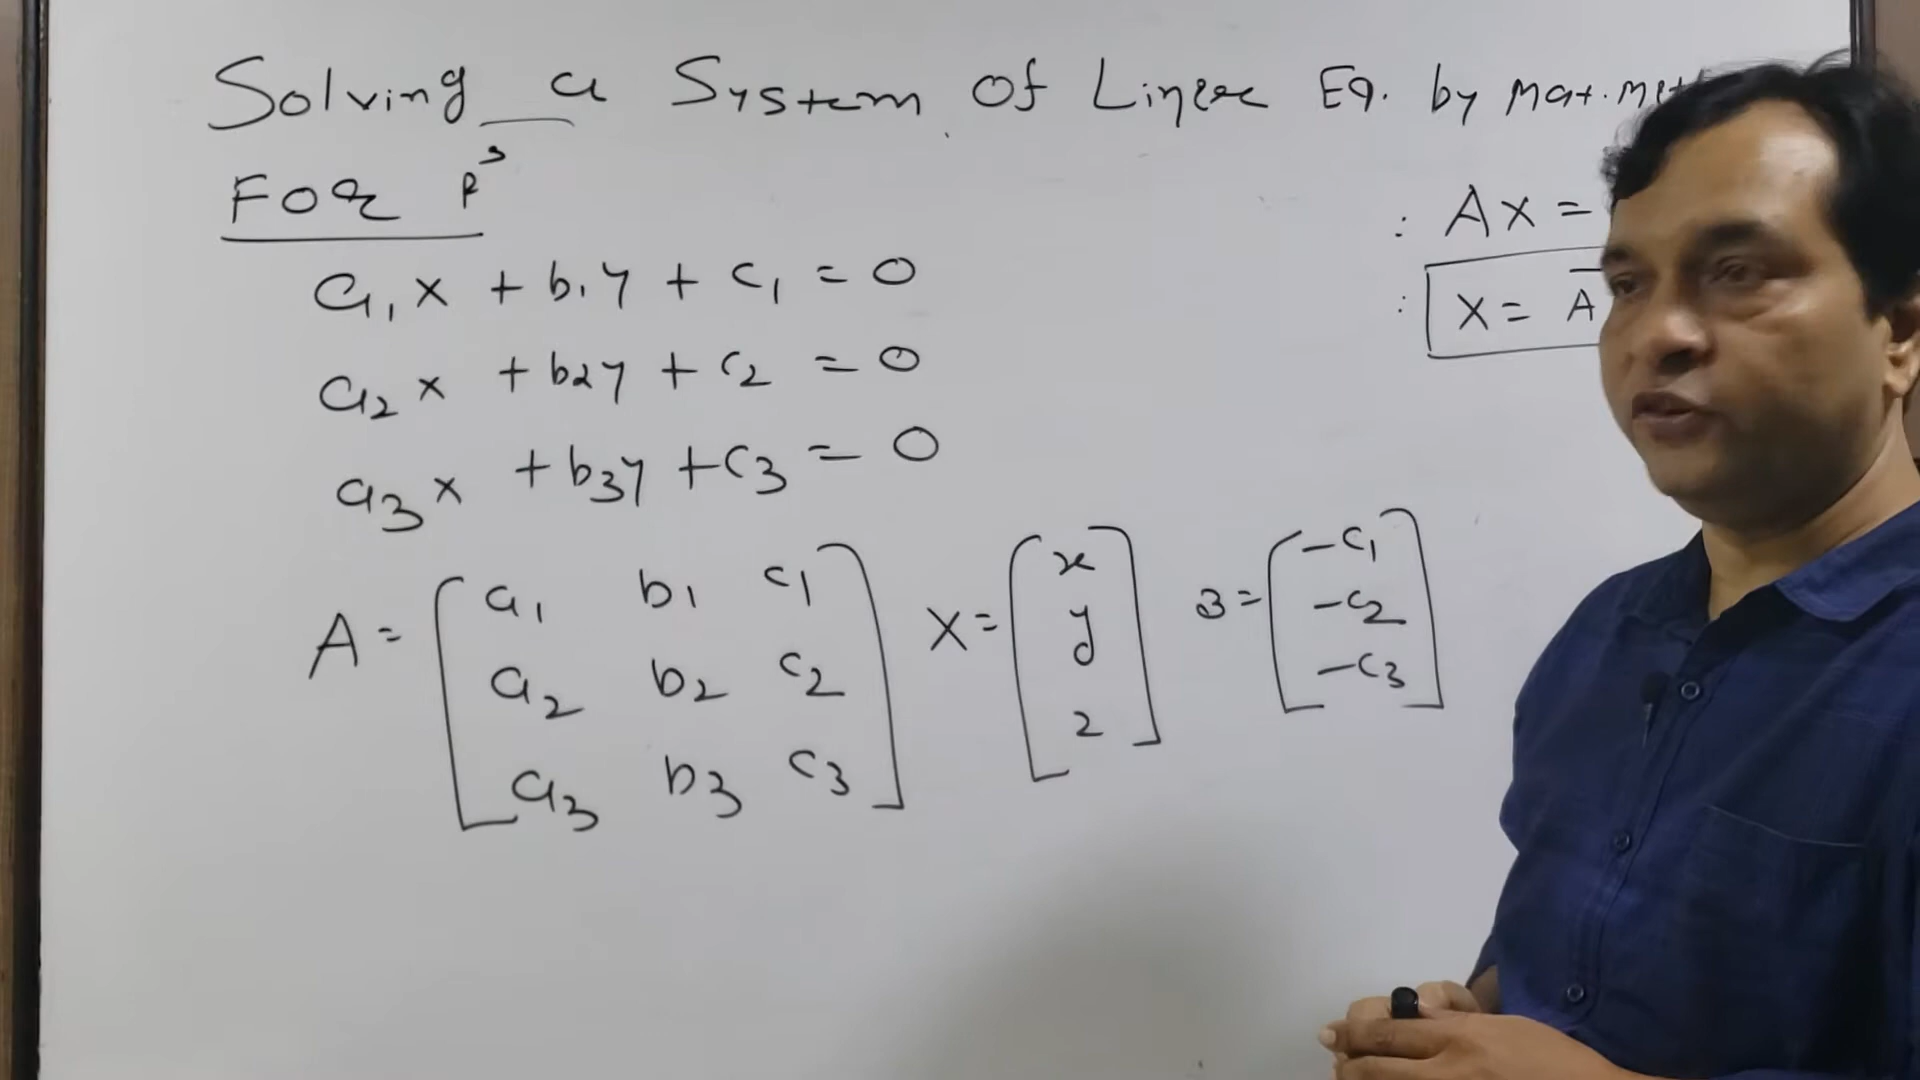 Solving a System Of Linear Eq. by Mat. met
FOR R³
a₁x + b₁y + c₁ = 0
a₂x + b₂y + c₂ = 0
a₃x + b₃y + c₃ = 0
: AX =
: X = A
A = [ a₁ b₁ c₁
a₂ b₂ c₂
a₃ b₃ c₃ ]
X = [ x
y
z ]
B = [ -c₁
-c₂
-c₃ ]